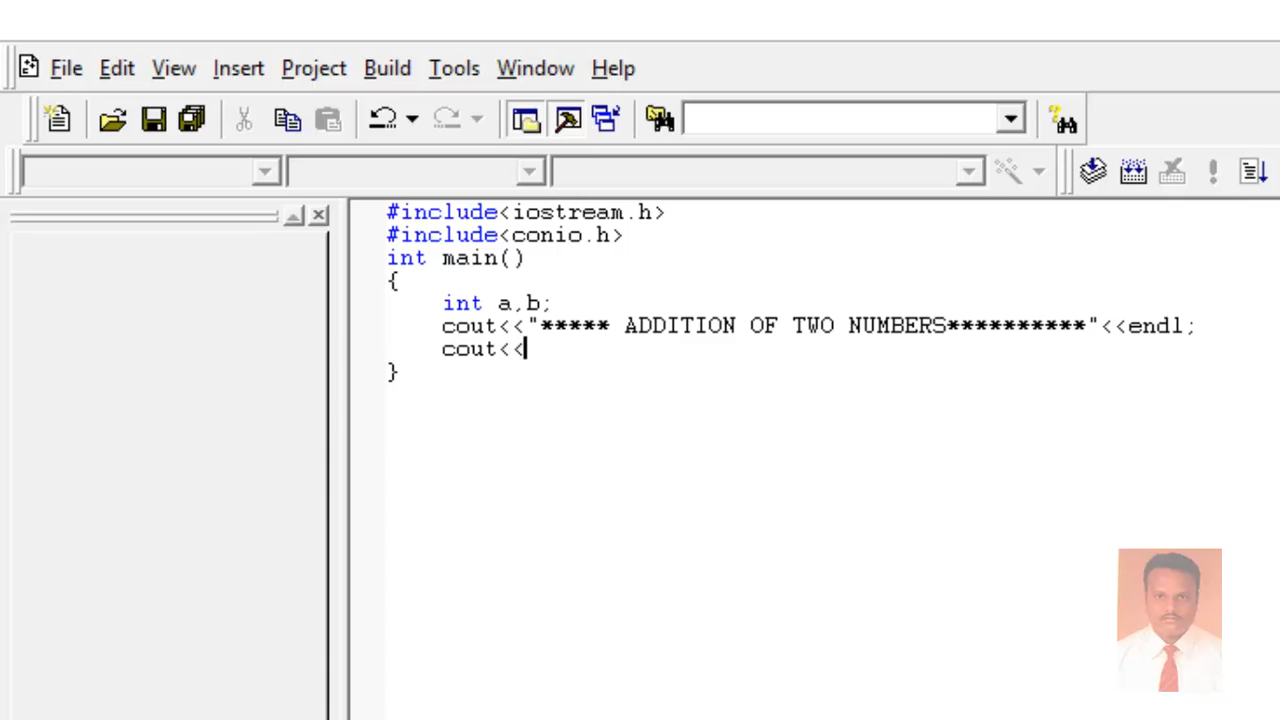 File Edit View Insert Project Build Tools Window Help
#include<iostream.h>
#include<conio.h>
int main()
{
int a,b;
cout<<"***** ADDITION OF TWO NUMBERS**********"<<endl;
cout<<
}